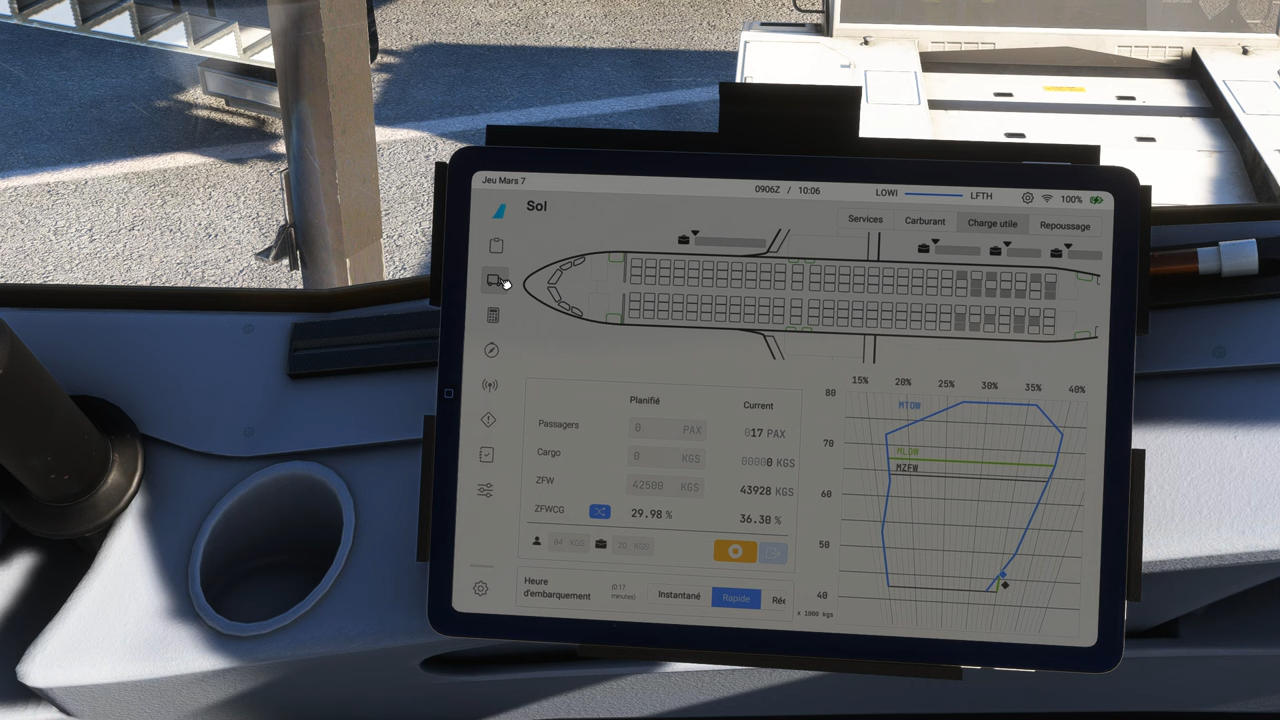 Jeu Mars 7
0906Z / 10:06
LOWI
LFTH
100%
Sol
Services
Carburant
Charge utile
Repoussage
Planifié
Current
Passagers
0 PAX
017 PAX
Cargo
0 KGS
00000 KGS
ZFW
42500 KGS
43928 KGS
ZFWCG
29.98 %
36.30 %
84 KGS
20 KGS
Heure d'embarquement
(0:17 minutes)
Instantané
Rapide
Rée
15% 20% 25% 30% 35% 40%
80
70
60
50
40
x 1000 kgs
MTOW
MLDW
MZFW